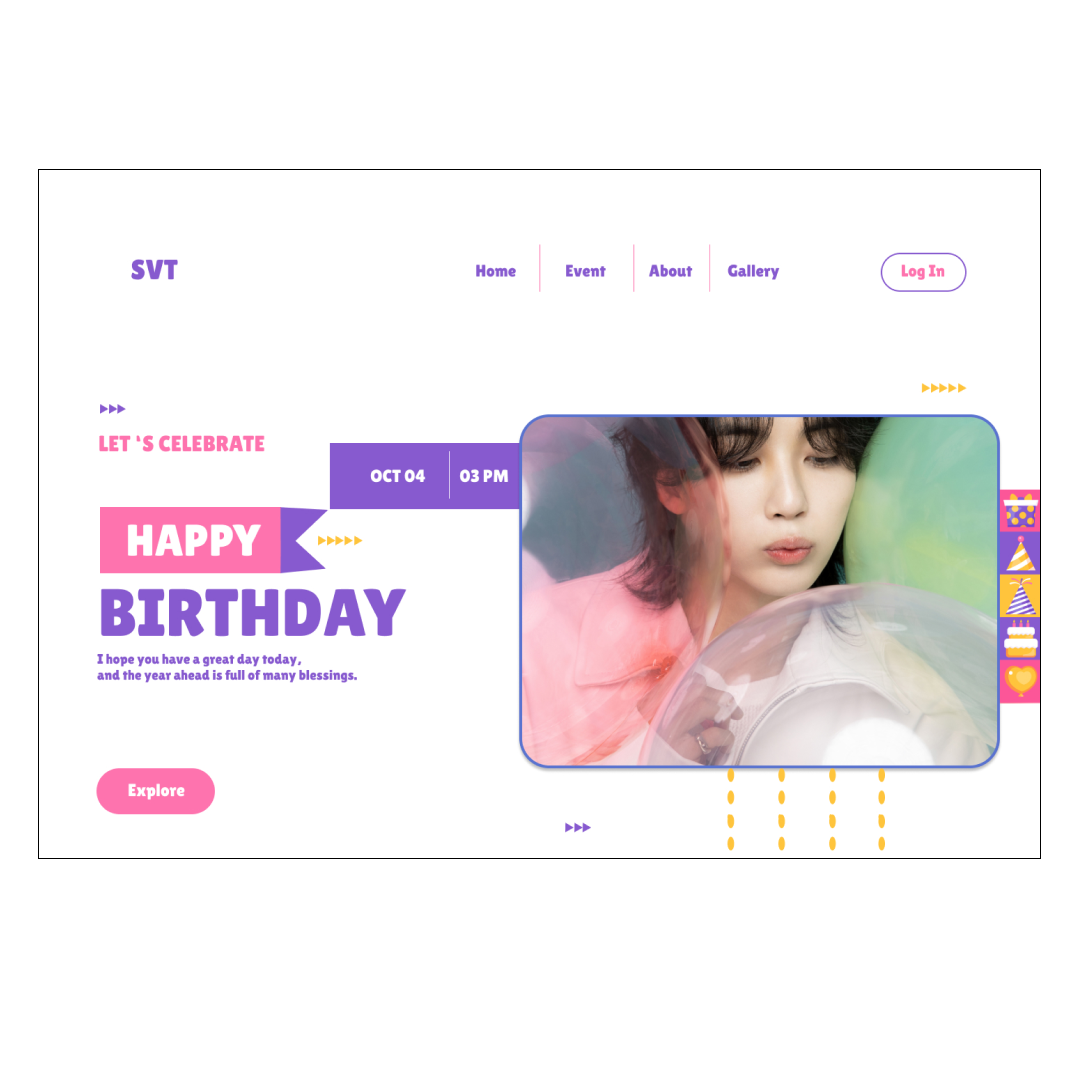 SVT
Home
Event
About
Gallery
Log In
LET ‘S CELEBRATE
OCT 04
03 PM
HAPPY
BIRTHDAY
I hope you have a great day today,
and the year ahead is full of many blessings.
Explore